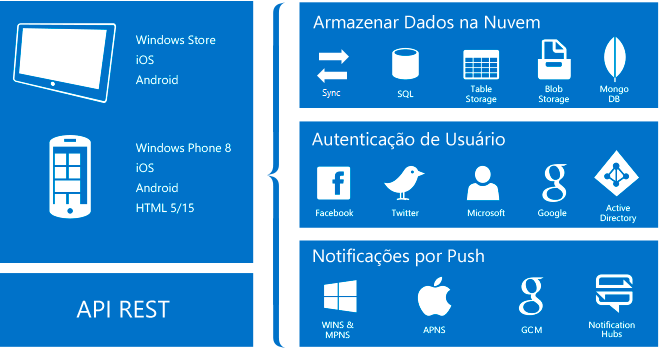 Windows Store
iOS
Android
Windows Phone 8
iOS
Android
HTML 5/15
API REST
Armazenar Dados na Nuvem
Sync
SQL
Table
Storage
Blob
Storage
Mongo
DB
Autenticação de Usuário
Facebook
Twitter
Microsoft
Google
Active
Directory
Notificações por Push
WINS &
MPNS
APNS
GCM
Notification
Hubs